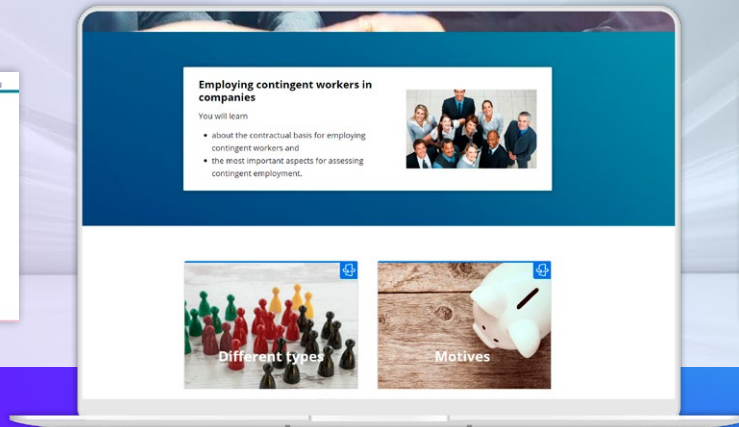 Employing contingent workers in
companies
You will learn
• about the contractual basis for employing
contingent workers and
• the most important aspects for assessing
contingent employment.
Different types
Motives